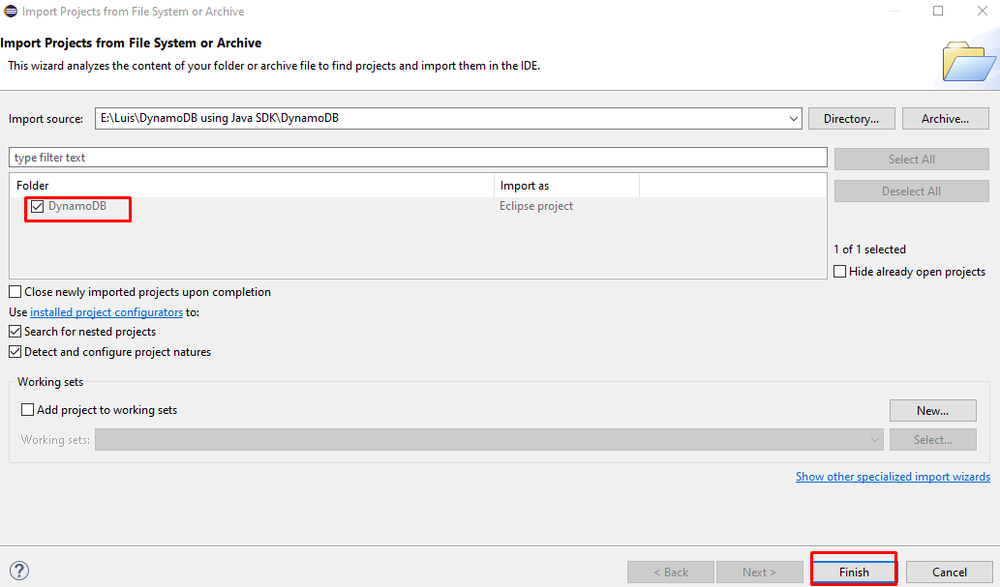 Import Projects from File System or Archive
Import Projects from File System or Archive
This wizard analyzes the content of your folder or archive file to find projects and import them in the IDE.
Import source: E:\Luis\DynamoDB using Java SDK\DynamoDB Directory... Archive...
type filter text Select All
Folder Import as Deselect All
DynamoDB Eclipse project
1 of 1 selected
Hide already open projects
Close newly imported projects upon completion
Use installed project configurators to:
Search for nested projects
Detect and configure project natures
Working sets
Add project to working sets New...
Working sets: Select...
Show other specialized import wizards
? < Back Next > Finish Cancel